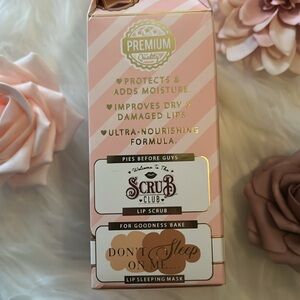 PREMIUM
Quality
PROTECTS &
ADDS MOISTURE
IMPROVES DRY &
DAMAGED LIPS
ULTRA-NOURISHING
FORMULA.
PIES BEFORE GUYS
Welcome To The
SCRUB
CLUB
LIP SCRUB
FOR GOODNESS BAKE
DON'T Sleep
ON ME
LIP SLEEPING MASK